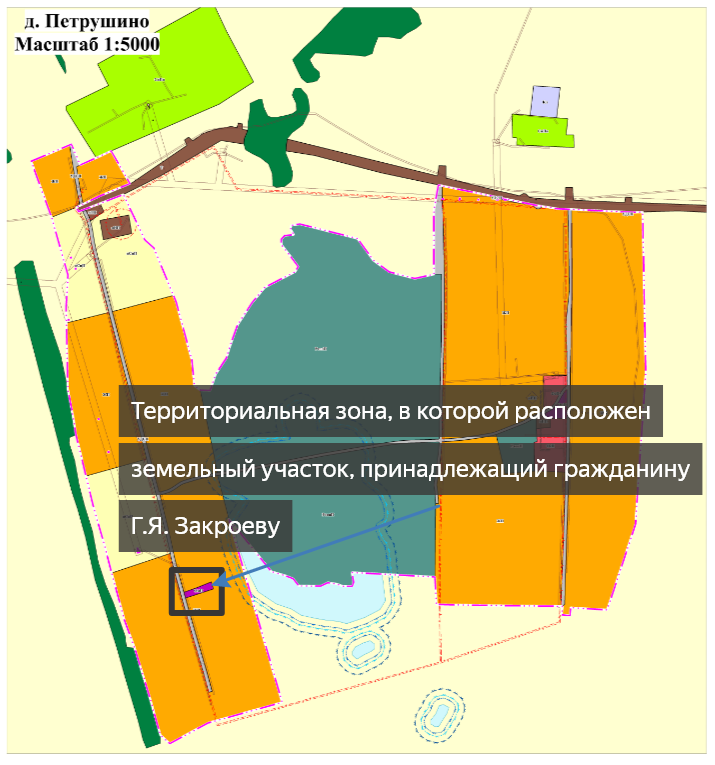 д. Петрушино
Масштаб 1:5000
Территориальная зона, в которой расположен
земельный участок, принадлежащий гражданину
Г.Я. Закроеву